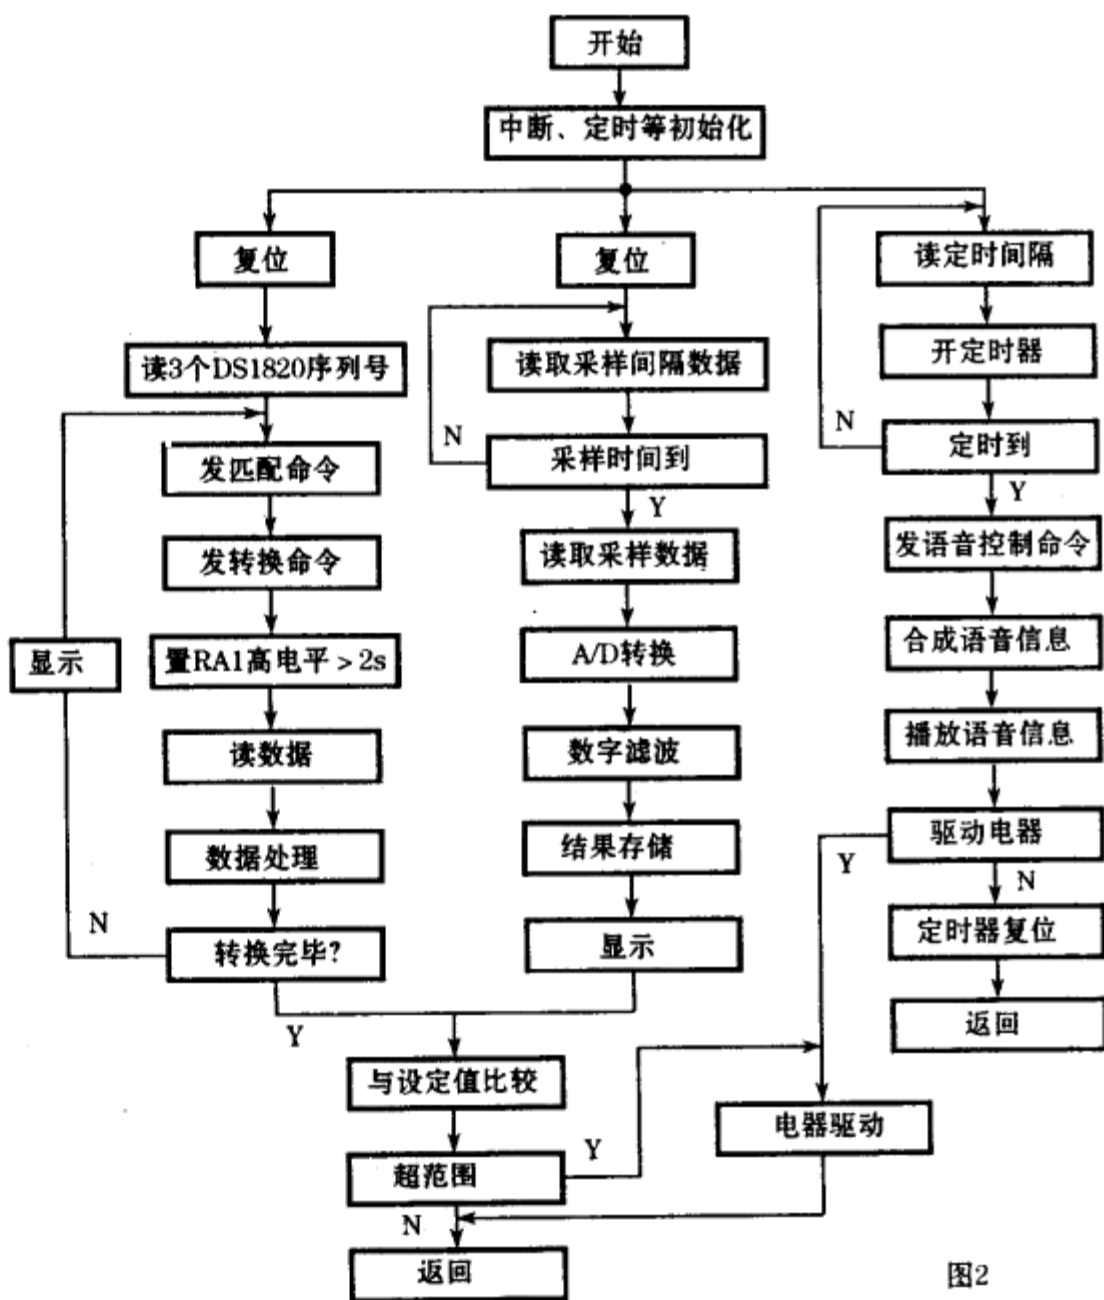 开始
中断、定时等初始化
复位
读3个DS1820序列号
发匹配命令
发转换命令
置RA1高电平>2s
读数据
数据处理
转换完毕?
N
显示
Y
复位
读取采样间隔数据
采样时间到
N
Y
读取采样数据
A/D转换
数字滤波
结果存储
显示
读定时间隔
开定时器
定时到
N
Y
发语音控制命令
合成语音信息
播放语音信息
驱动电器
Y
N
定时器复位
返回
与设定值比较
超范围
Y
N
电器驱动
返回
图2